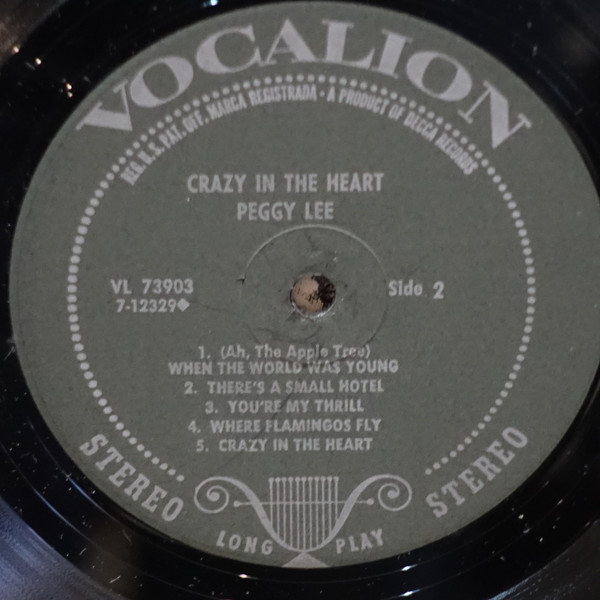 VOCALION
REG. U.S. PAT. OFF. MARCA REGISTRADA · A PRODUCT OF DECCA RECORDS
CRAZY IN THE HEART
PEGGY LEE
VL 73903
7-12329◆
Side 2
1. (Ah, The Apple Tree)
WHEN THE WORLD WAS YOUNG
2. THERE'S A SMALL HOTEL
3. YOU'RE MY THRILL
4. WHERE FLAMINGOS FLY
5. CRAZY IN THE HEART
STEREO
STEREO
LONG PLAY